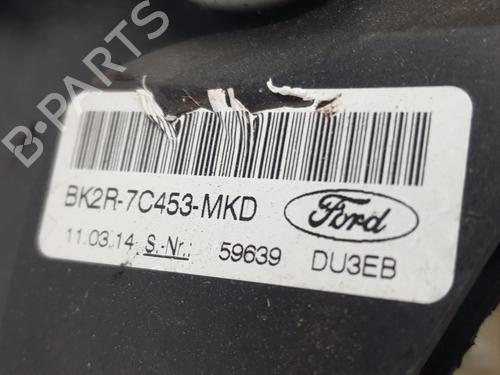 B-PARTS
BK2R-7C453-MKD
Ford
11.03.14 S.-Nr.: 59639 DU3EB